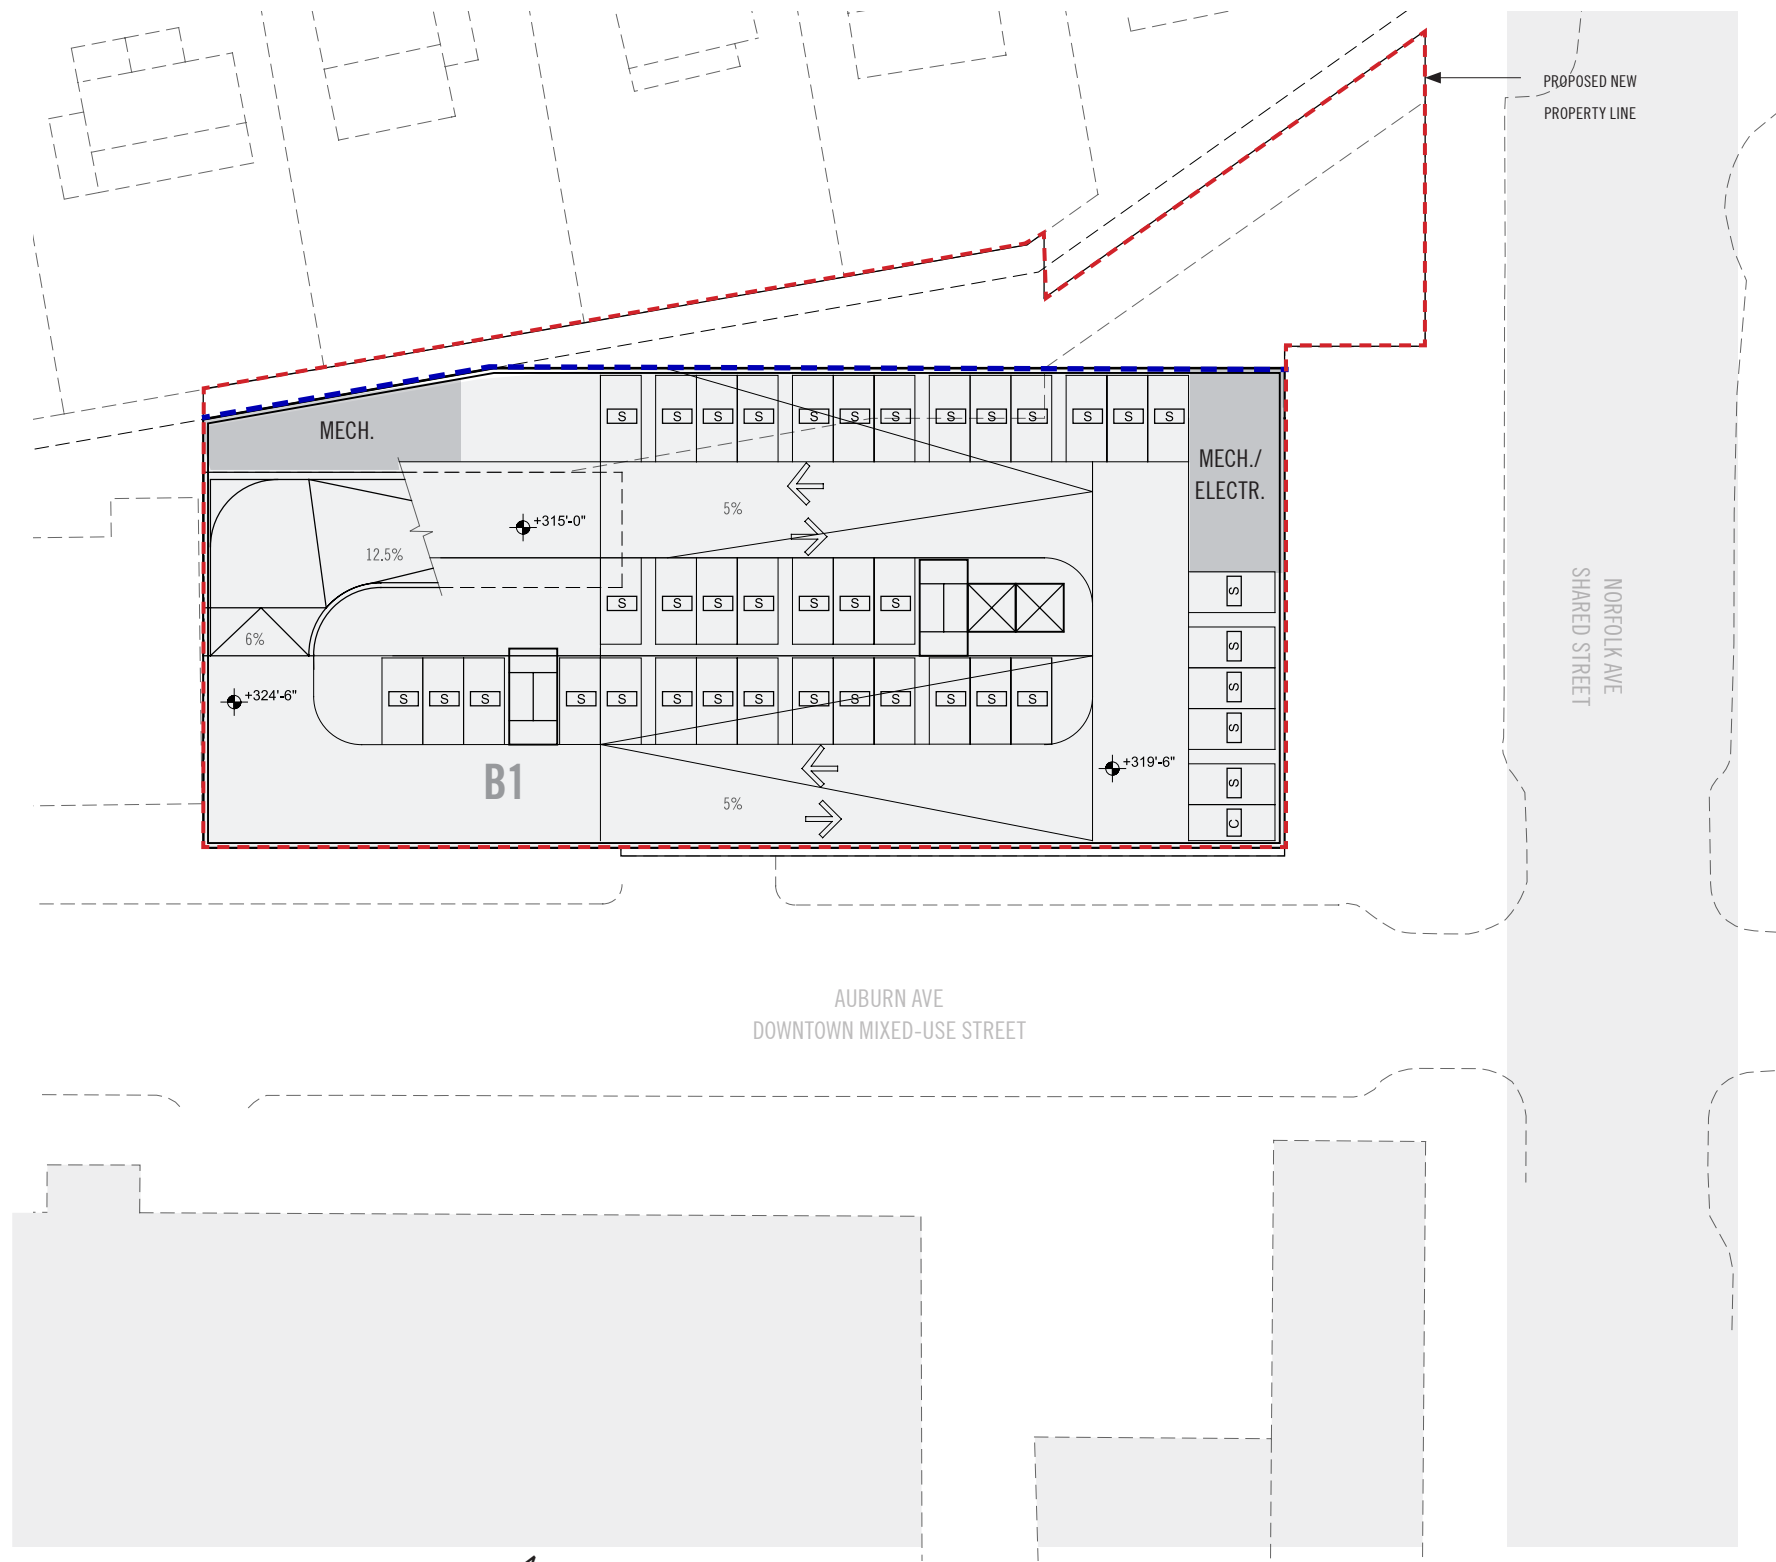 PROPOSED NEW
PROPERTY LINE
MECH.
S S S S S S S S S S S S S
MECH./
ELECTR.
5%
+315'-0"
12.5%
S S S S S S S
S
6%
S
S
+324'-6"
S S S S S S S S S S S S S S
S
+319'-6"
B1
S
5%
C
NORFOLK AVE
SHARED STREET
AUBURN AVE
DOWNTOWN MIXED-USE STREET